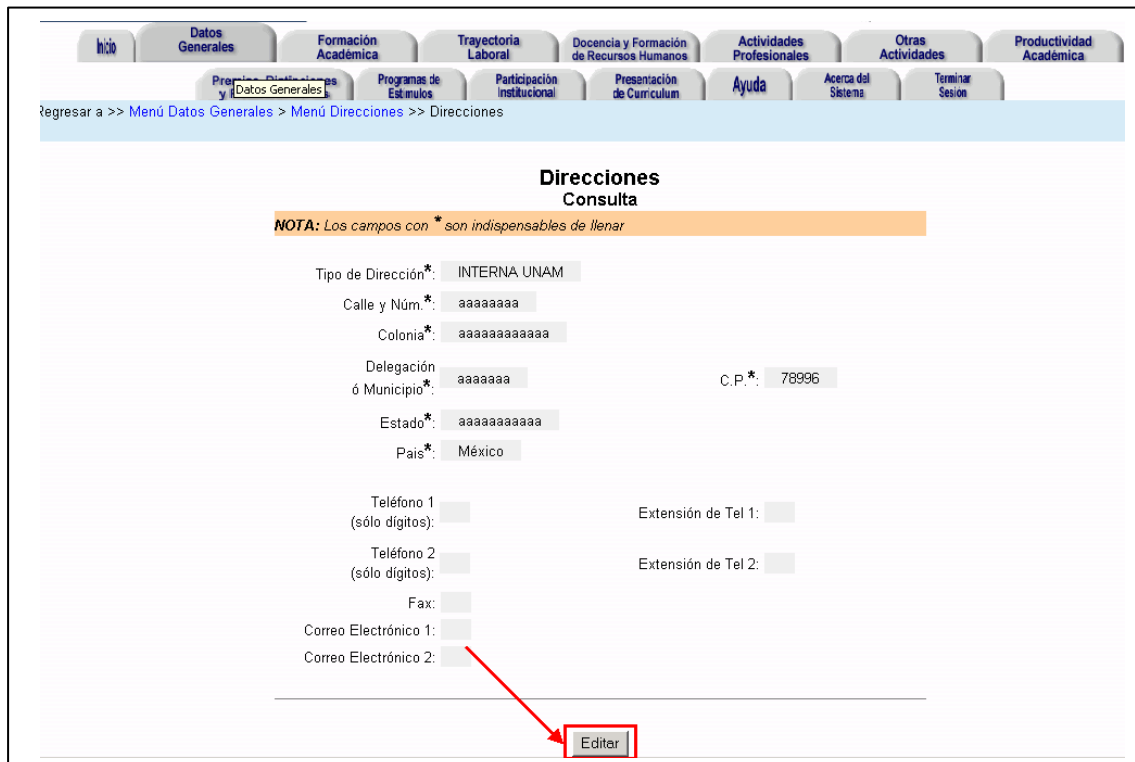 Inicio
Datos
Generales
Formación
Académica
Trayectoria
Laboral
Docencia y Formación
de Recursos Humanos
Actividades
Profesionales
Otras
Actividades
Productividad
Académica
Datos Generales
Programas de
Estimulos
Participación
Institucional
Presentación
de Curriculum
Ayuda
Acerca del
Sistema
Terminar
Sesion
Regresar a >> Menú Datos Generales > Menú Direcciones >> Direcciones
Direcciones
Consulta
NOTA: Los campos con * son indispensables de llenar
Tipo de Dirección*: INTERNA UNAM
Calle y Núm.*: aaaaaaaa
Colonia*: aaaaaaaaaaaa
Delegación
ó Municipio*: aaaaaaa C.P.*: 78996
Estado*: aaaaaaaaaaa
Pais*: México
Teléfono 1
(sólo dígitos): Extensión de Tel 1:
Teléfono 2
(sólo dígitos): Extensión de Tel 2:
Fax:
Correo Electrónico 1:
Correo Electrónico 2:
Editar